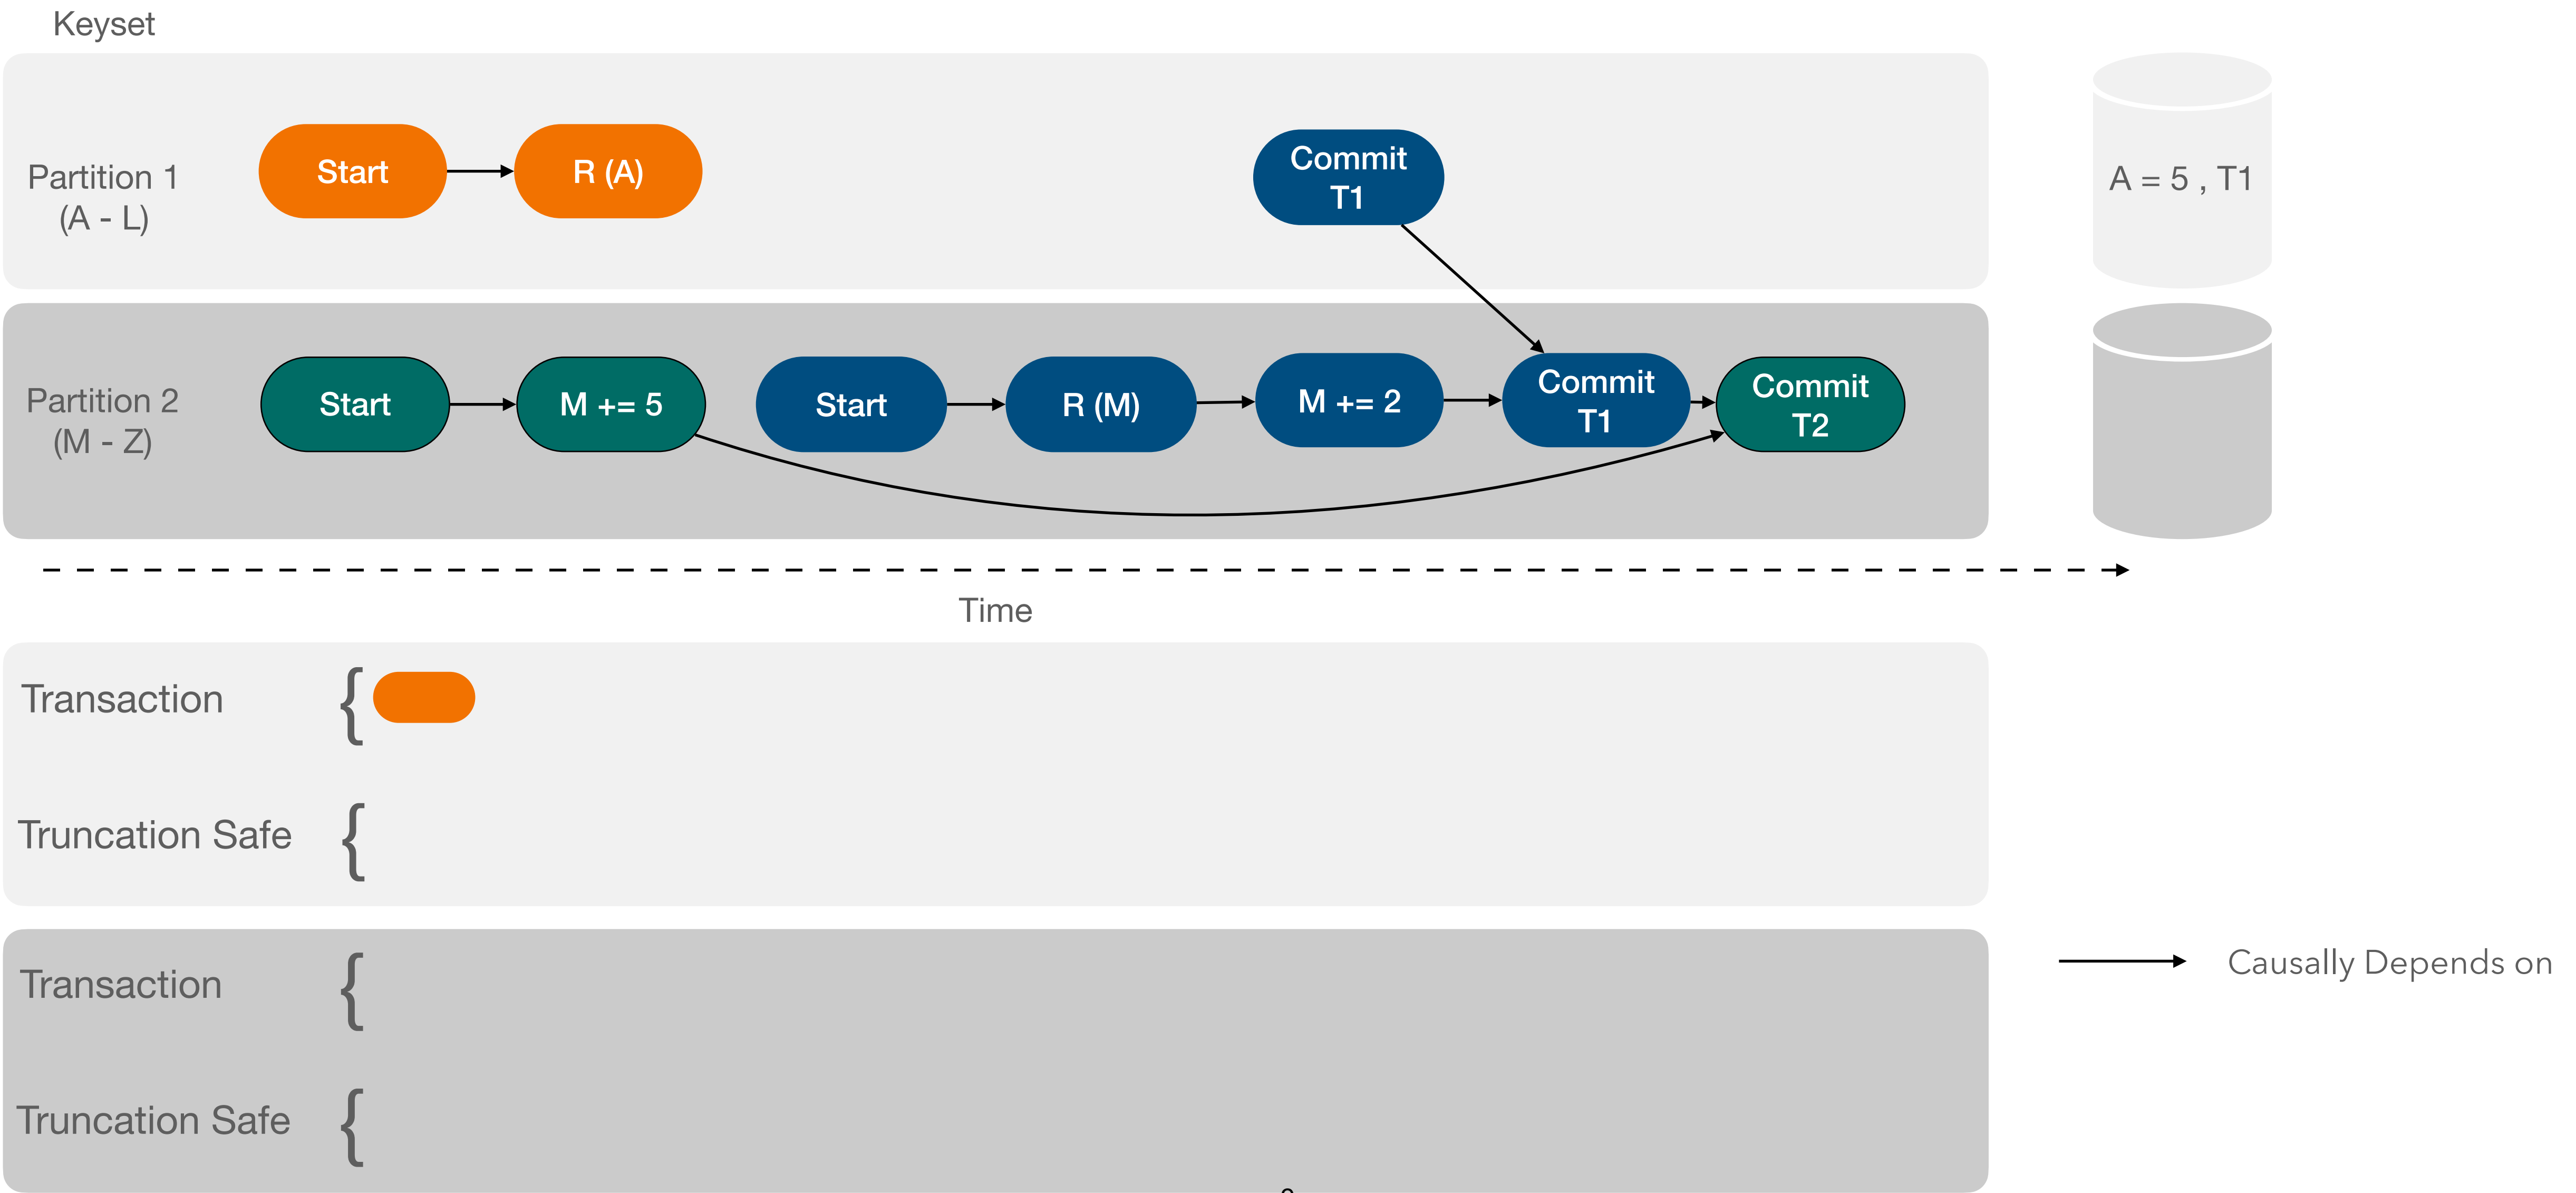 Keyset
Partition 1
(A - L)
Start
R (A)
Commit
T1
A = 5 , T1
Partition 2
(M - Z)
Start
M += 5
Start
R (M)
M += 2
Commit
T1
Commit
T2
Time
Transaction {
Truncation Safe {
Transaction {
Truncation Safe {
Causally Depends on